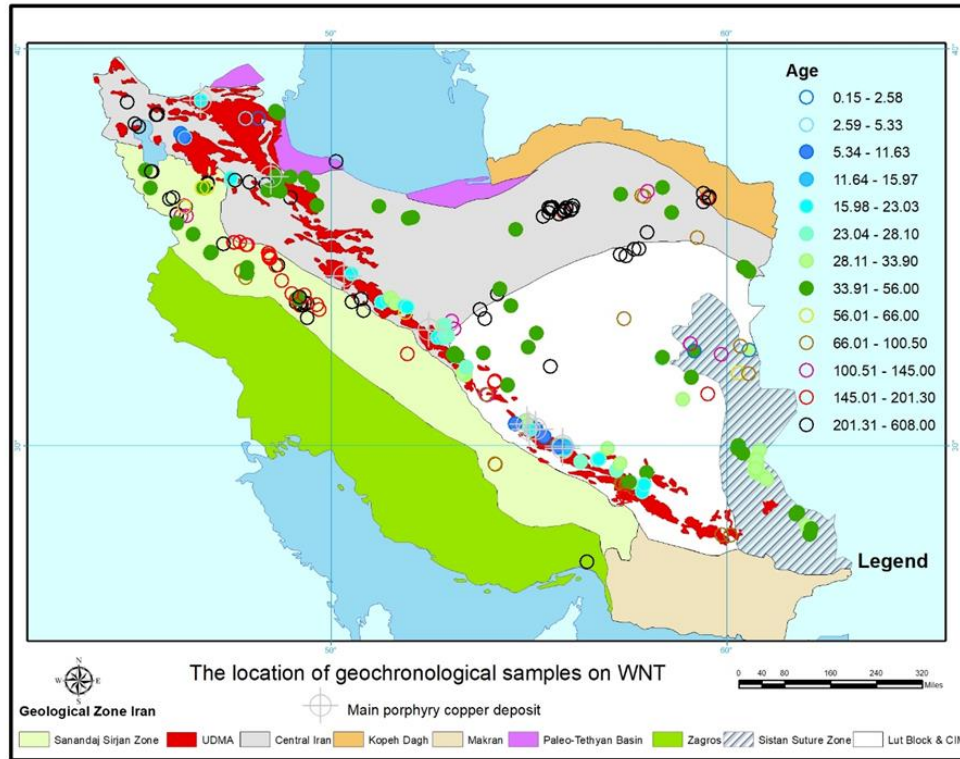 50°
60°
40°
40°
Age
0.15 - 2.58
2.59 - 5.33
5.34 - 11.63
11.64 - 15.97
15.98 - 23.03
23.04 - 28.10
28.11 - 33.90
33.91 - 56.00
56.01 - 66.00
66.01 - 100.50
100.51 - 145.00
145.01 - 201.30
201.31 - 608.00
30°
30°
Legend
50°
60°
N
W E
S
The location of geochronological samples on WNT
0 40 80 160 240 320
Miles
Geological Zone Iran
Main porphyry copper deposit
Sanandaj Sirjan Zone UDMA Central Iran Kopeh Dagh Makran Paleo-Tethyan Basin Zagros Sistan Suture Zone Lut Block & CIM